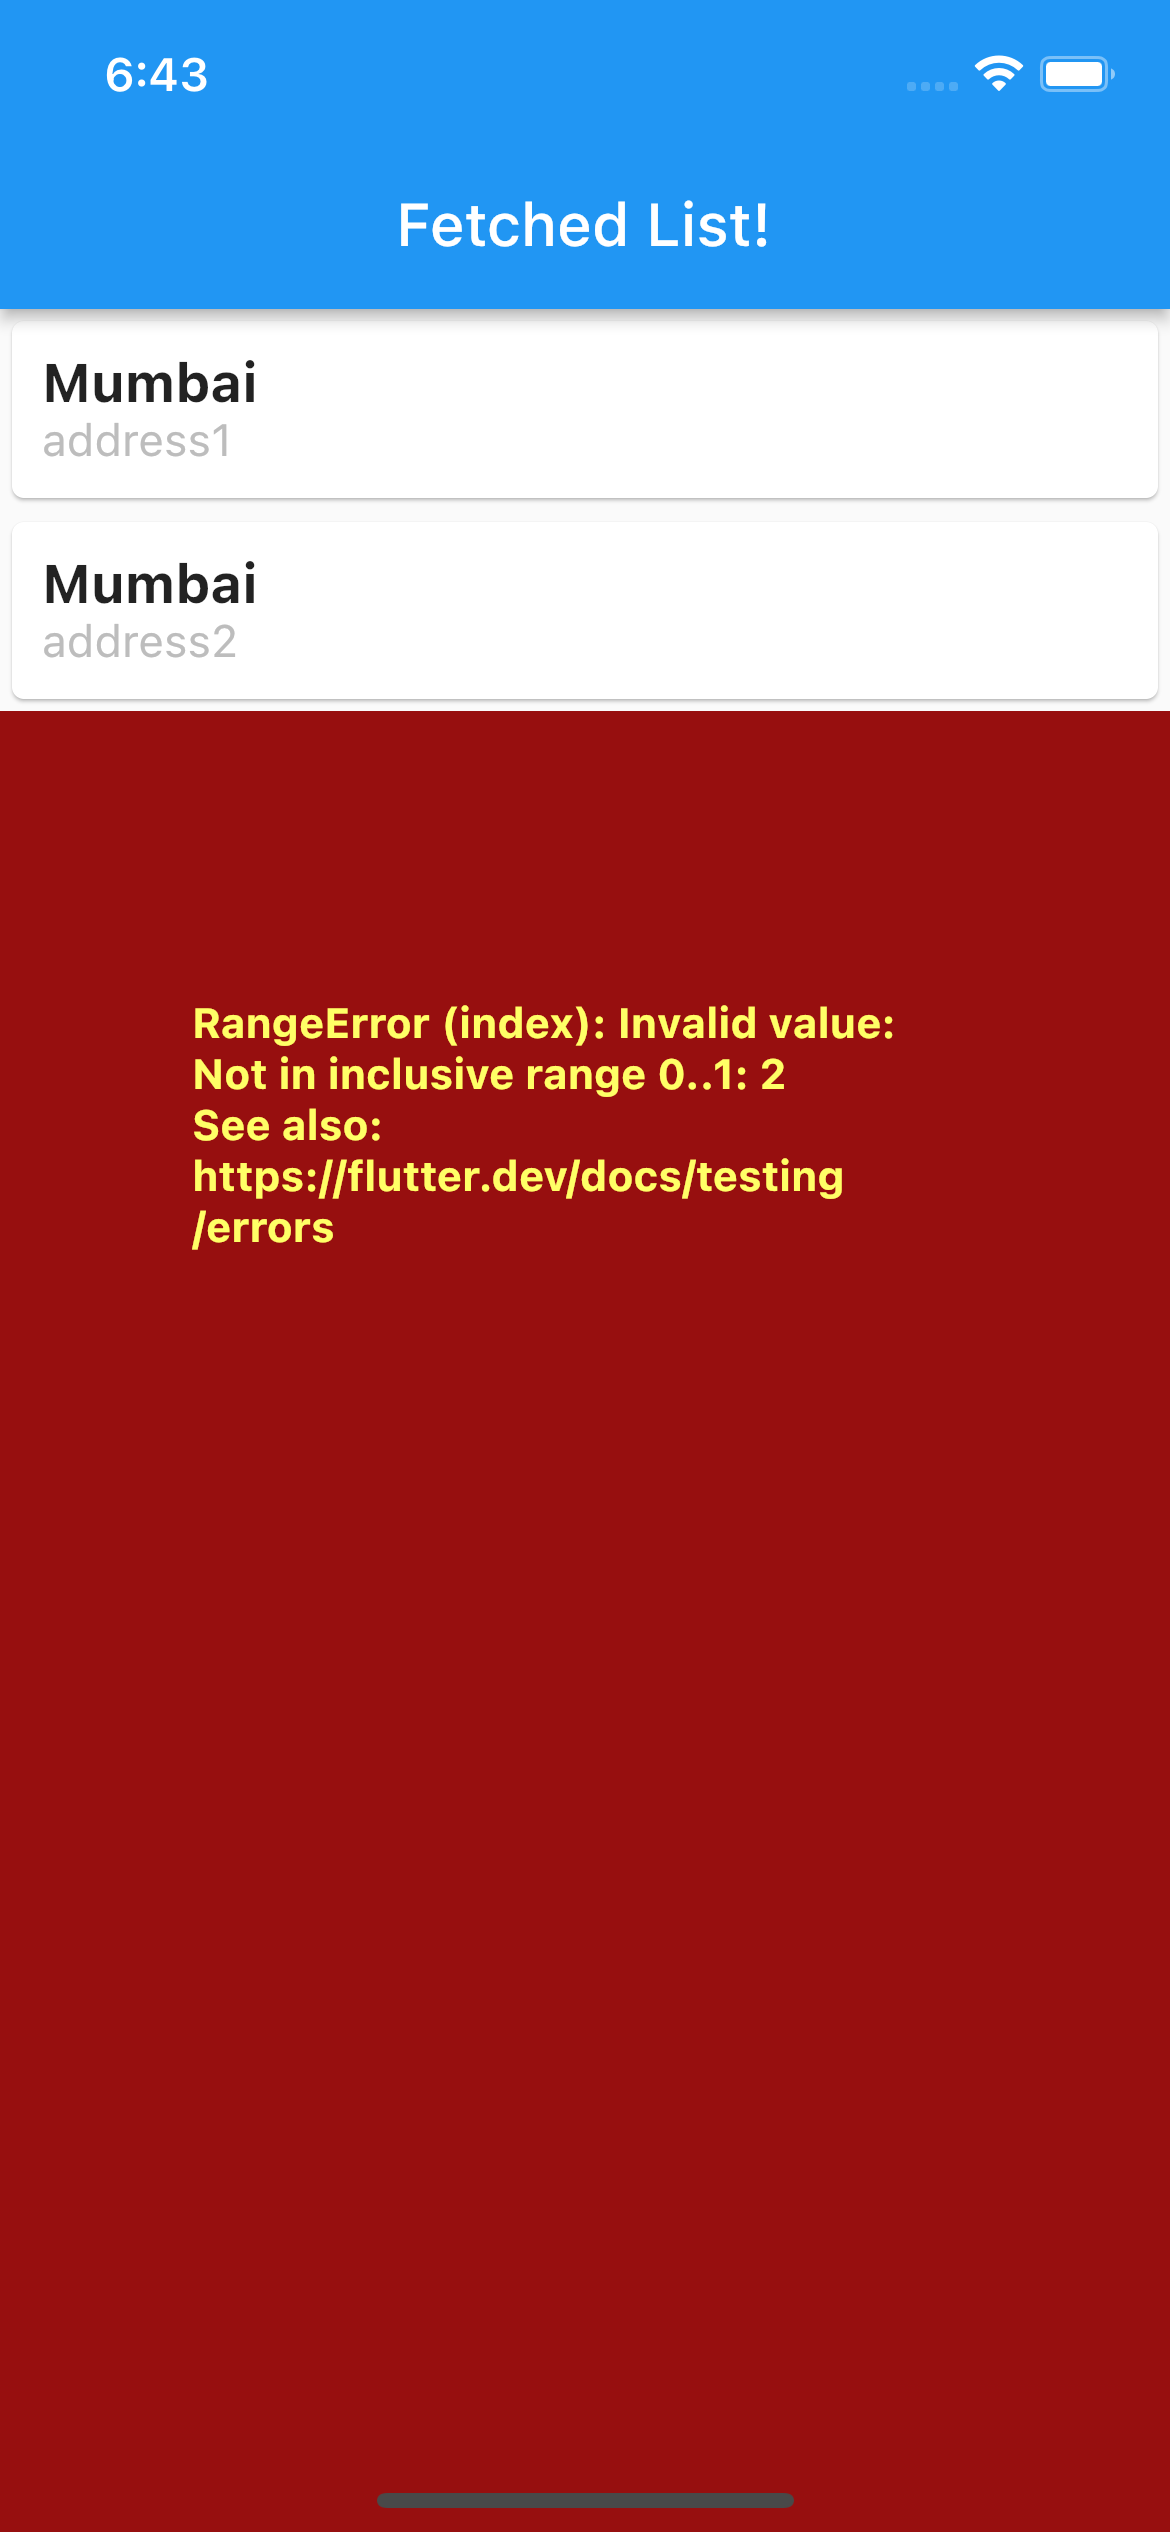 6:43
Fetched List!
Mumbai
address1
Mumbai
address2
RangeError (index): Invalid value:
Not in inclusive range 0..1: 2
See also:
https://flutter.dev/docs/testing
/errors